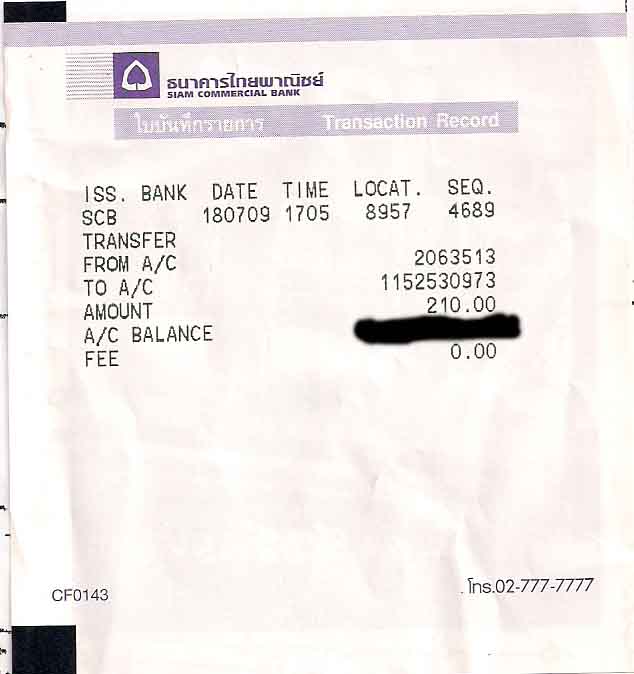 ธนาคารไทยพาณิชย์
SIAM COMMERCIAL BANK
ใบบันทึกรายการ Transaction Record
ISS. BANK DATE TIME LOCAT. SEQ.
SCB 180709 1705 8957 4689
TRANSFER
FROM A/C 2063513
TO A/C 1152530973
AMOUNT 210.00
A/C BALANCE
FEE 0.00
CF0143 โทร.02-777-7777